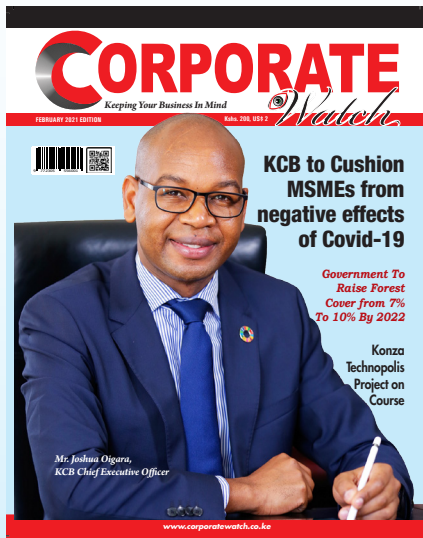 CORPORATE
Keeping Your Business In Mind
Watch
FEBRUARY 2021 EDITION
Kshs. 200, US$ 2
KCB to Cushion
MSMEs from
negative effects
of Covid-19
Government To
Raise Forest
Cover from 7%
To 10% By 2022
Konza
Technopolis
Project on
Course
Mr. Joshua Oigara,
KCB Chief Executive Officer
www.corporatewatch.co.ke